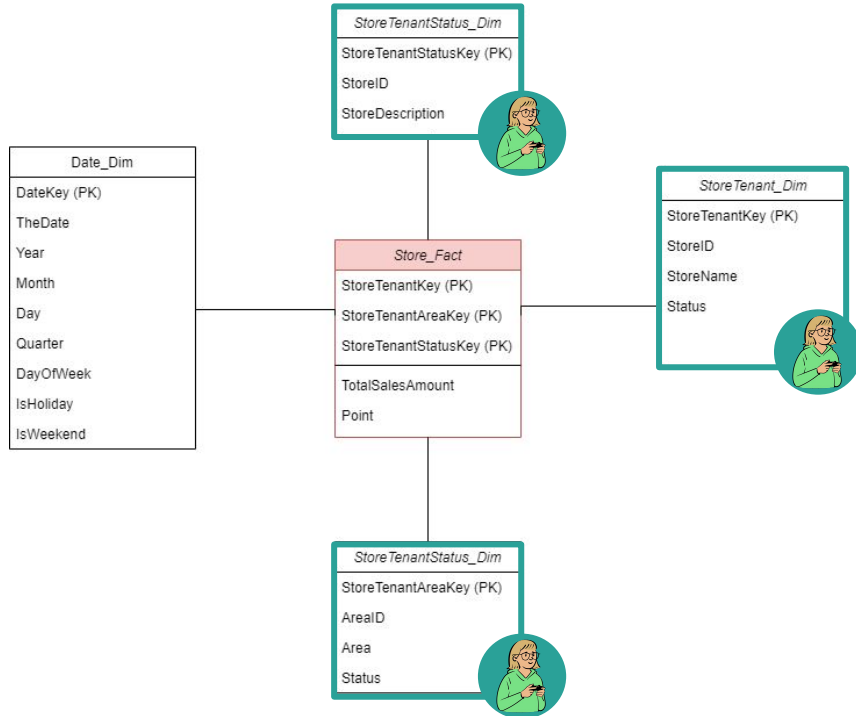 StoreTenantStatus_Dim
StoreTenantStatusKey (PK)
StoreID
StoreDescription
Date_Dim
DateKey (PK)
TheDate
Year
Month
Day
Quarter
DayOfWeek
IsHoliday
IsWeekend
Store_Fact
StoreTenantKey (PK)
StoreTenantAreaKey (PK)
StoreTenantStatusKey (PK)
TotalSalesAmount
Point
StoreTenant_Dim
StoreTenantKey (PK)
StoreID
StoreName
Status
StoreTenantStatus_Dim
StoreTenantAreaKey (PK)
AreaID
Area
Status